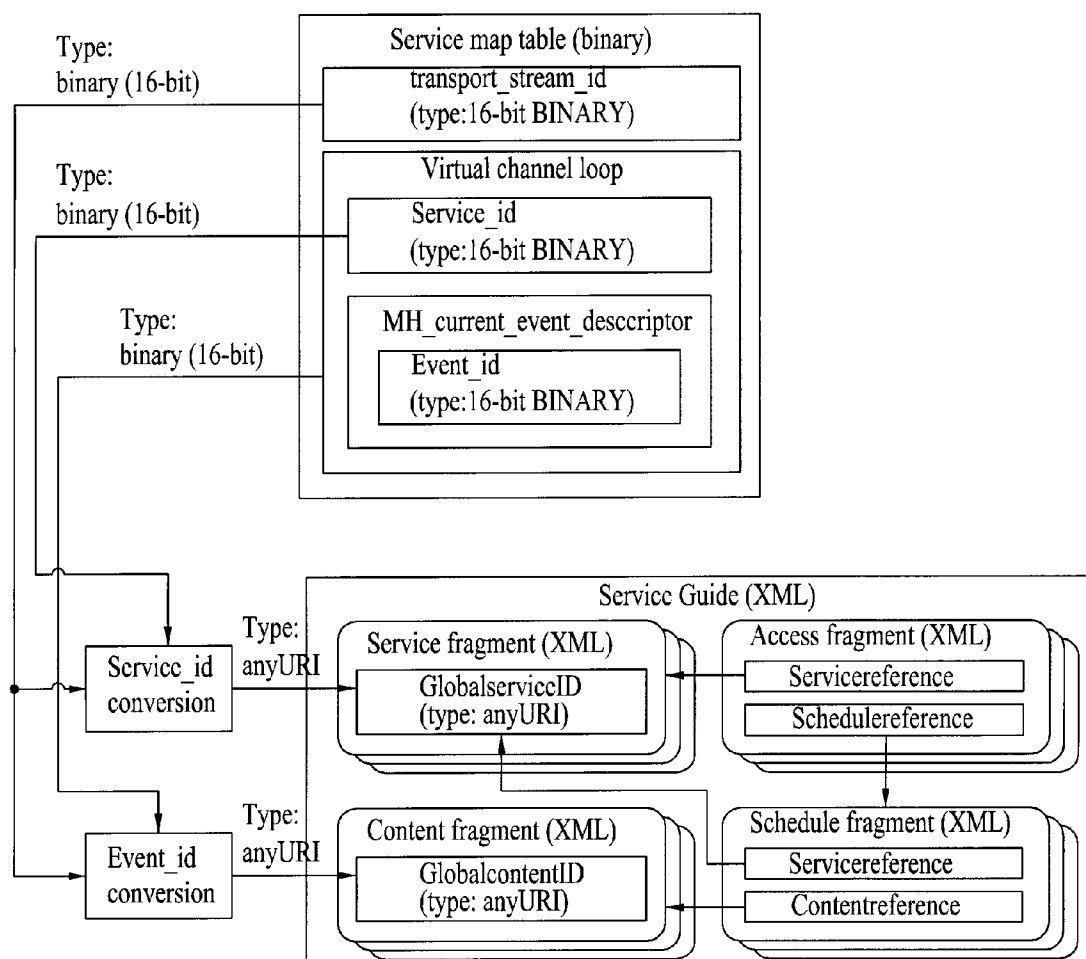 Type:
binary (16-bit)
Service map table (binary)
transport_stream_id
(type:16-bit BINARY)
Type:
binary (16-bit)
Virtual channel loop
Service_id
(type:16-bit BINARY)
Type:
binary (16-bit)
MH_current_event_desccriptor
Event_id
(type:16-bit BINARY)
Service Guide (XML)
Service_id
conversion
Type:
anyURI
Service fragment (XML)
GlobalserviceID
(type: anyURI)
Access fragment (XML)
Servicereference
Schedulereference
Event_id
conversion
Type:
anyURI
Content fragment (XML)
GlobalcontentID
(type: anyURI)
Schedule fragment (XML)
Servicereference
Contentreference